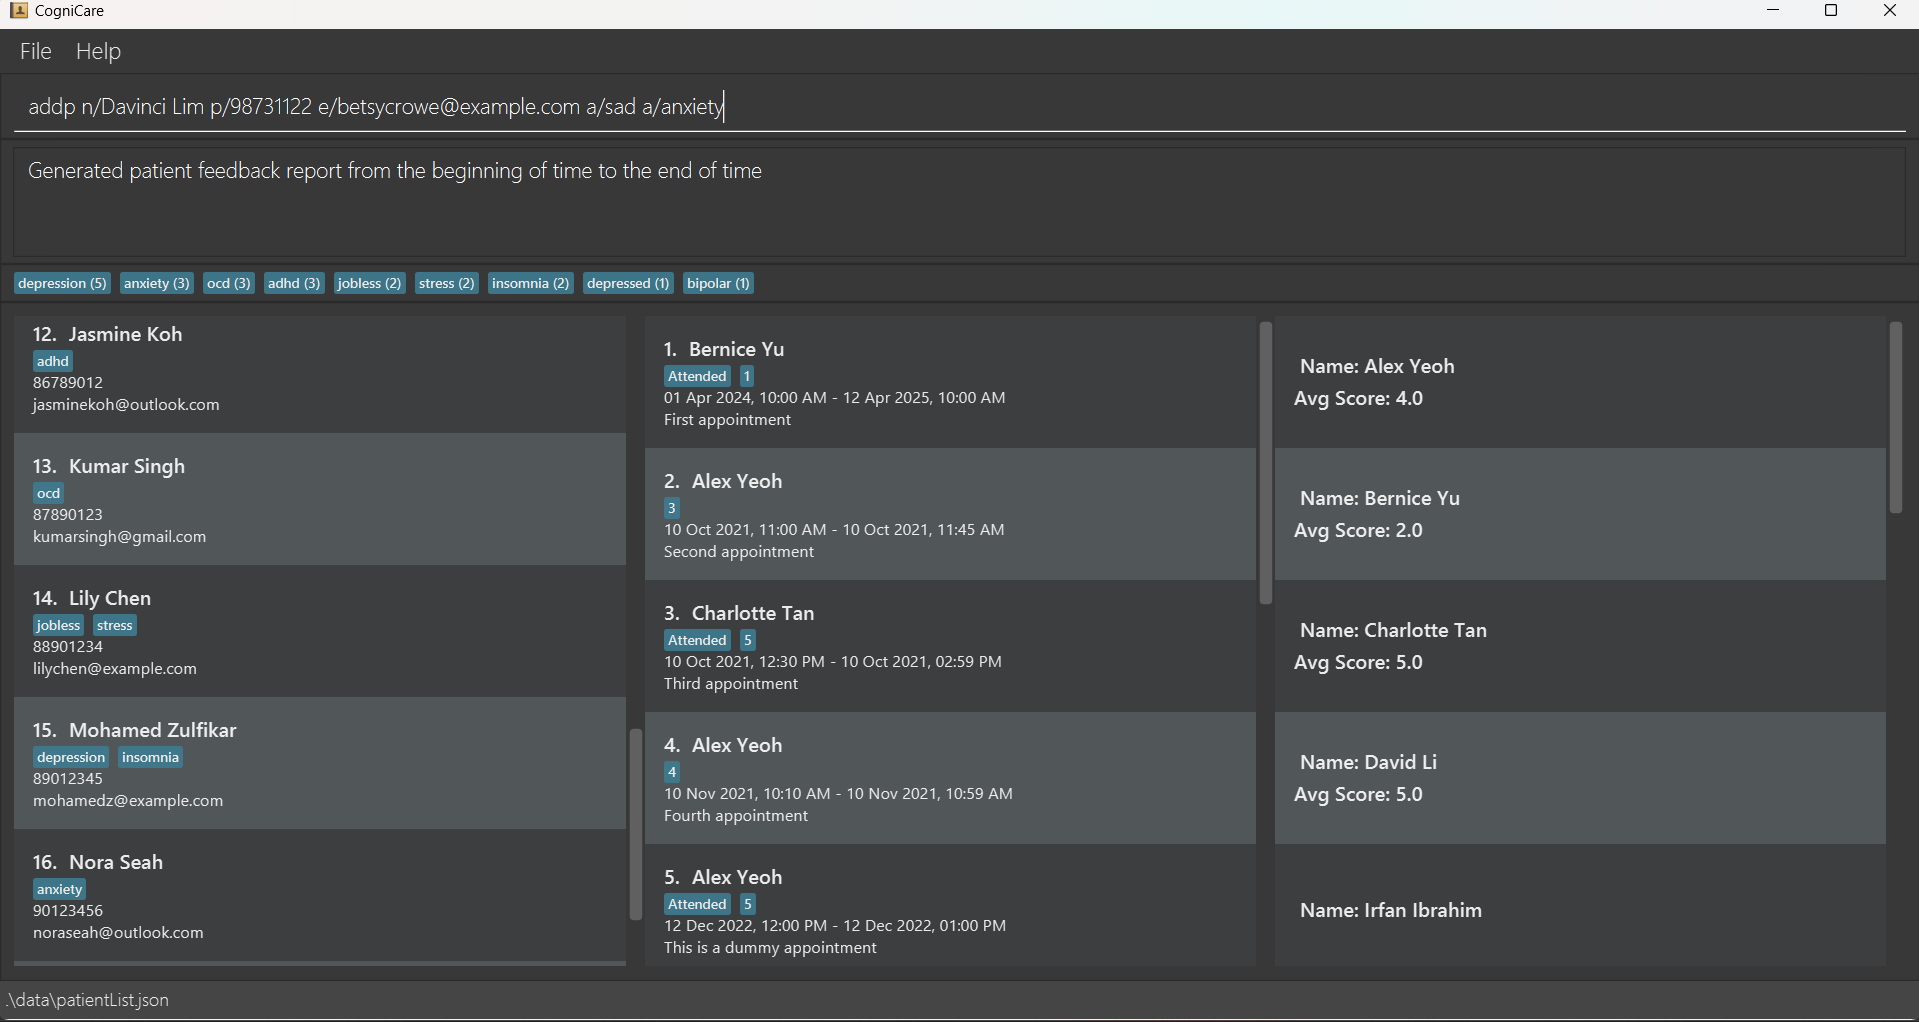 CogniCare
File Help
addp n/Davinci Lim p/98731122 e/betsycrowe@example.com a/sad a/anxiety
Generated patient feedback report from the beginning of time to the end of time
depression (5) anxiety (3) ocd (3) adhd (3) jobless (2) stress (2) insomnia (2) depressed (1) bipolar (1)
12. Jasmine Koh
adhd
86789012
jasminekoh@outlook.com
13. Kumar Singh
ocd
87890123
kumarsingh@gmail.com
14. Lily Chen
jobless stress
88901234
lilychen@example.com
15. Mohamed Zulfikar
depression insomnia
89012345
mohamedz@example.com
16. Nora Seah
anxiety
90123456
noraseah@outlook.com
1. Bernice Yu
Attended 1
01 Apr 2024, 10:00 AM - 12 Apr 2025, 10:00 AM
First appointment
2. Alex Yeoh
3
10 Oct 2021, 11:00 AM - 10 Oct 2021, 11:45 AM
Second appointment
3. Charlotte Tan
Attended 5
10 Oct 2021, 12:30 PM - 10 Oct 2021, 02:59 PM
Third appointment
4. Alex Yeoh
4
10 Nov 2021, 10:10 AM - 10 Nov 2021, 10:59 AM
Fourth appointment
5. Alex Yeoh
Attended 5
12 Dec 2022, 12:00 PM - 12 Dec 2022, 01:00 PM
This is a dummy appointment
Name: Alex Yeoh
Avg Score: 4.0
Name: Bernice Yu
Avg Score: 2.0
Name: Charlotte Tan
Avg Score: 5.0
Name: David Li
Avg Score: 5.0
Name: Irfan Ibrahim
.\data\patientList.json